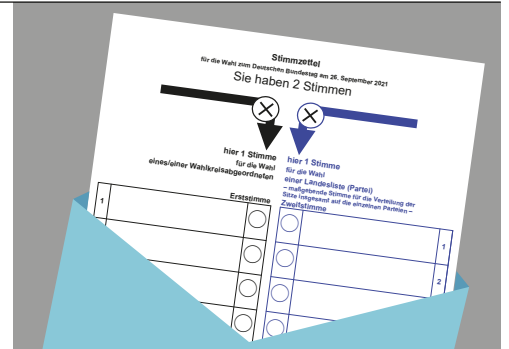 Stimmzettel
für die Wahl zum Deutschen Bundestag am 26. September 2021
Sie haben 2 Stimmen
hier 1 Stimme
für die Wahl
eines/einer Wahlkreisabgeordneten
hier 1 Stimme
für die Wahl
einer Landesliste (Partei)
– maßgebende Stimme für die Verteilung der
Sitze insgesamt auf die einzelnen Parteien –
Erststimme
Zweitstimme
1
1
2